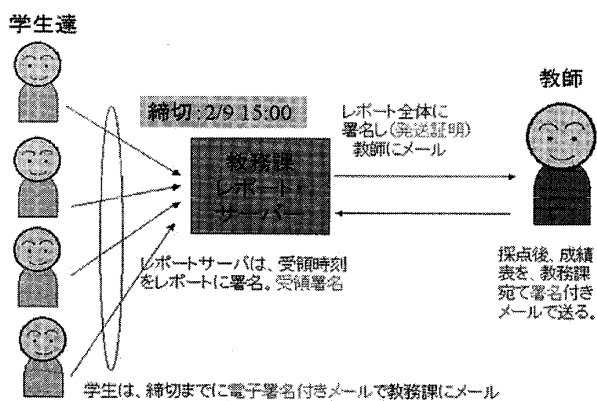 学生達
教師
締切:2/9 15:00
レポート全体に
署名し(発送証明)
教師にメール
教務課
レポート・
サーバー
レポートサーバは、受領時刻
をレポートに署名。受領署名
採点後、成績
表を、教務課
宛て署名付き
メールで送る。
学生は、締切までに電子署名付きメールで教務課にメール